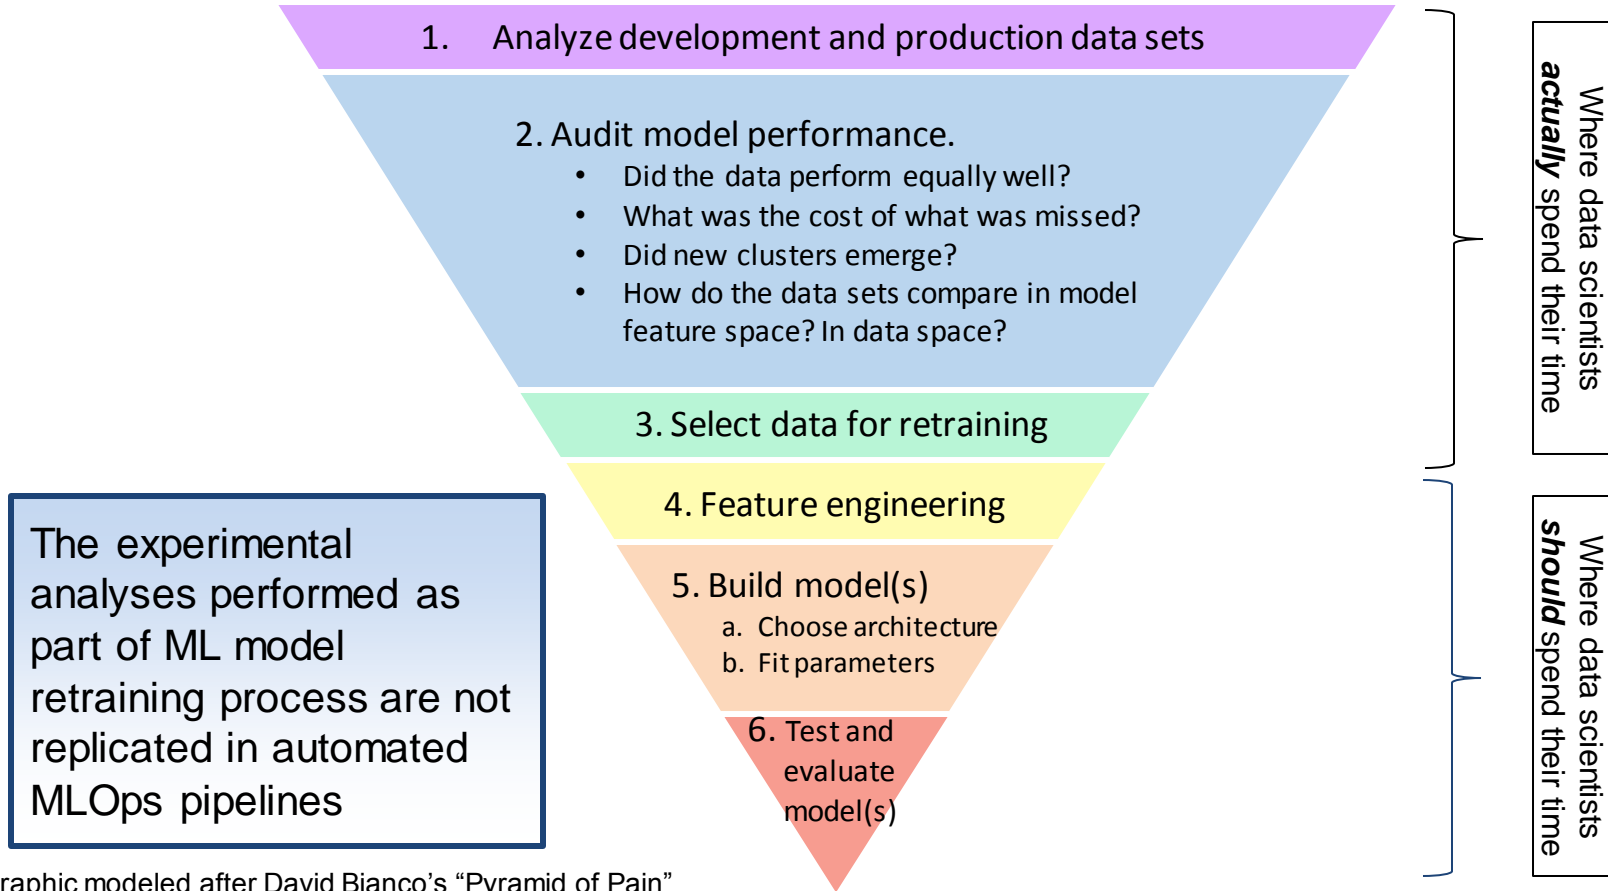 1. Analyze development and production data sets
2. Audit model performance.
• Did the data perform equally well?
• What was the cost of what was missed?
• Did new clusters emerge?
• How do the data sets compare in model
feature space? In data space?
3. Select data for retraining
4. Feature engineering
5. Build model(s)
a. Choose architecture
b. Fit parameters
6. Test and
evaluate
model(s)
Where data scientists
actually spend their time
Where data scientists
should spend their time
The experimental
analyses performed as
part of ML model
retraining process are not
replicated in automated
MLOps pipelines
raphic modeled after David Bianco's “Pyramid of Pain”